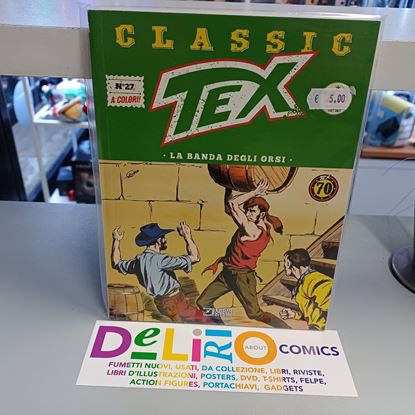 CLASSIC
N°27
A COLORI!
TEX
€ 5,00
· LA BANDA DEGLI ORSI ·
70
DeLiRiO
ABOUT
COMICS
FUMETTI NUOVI, USATI, DA COLLEZIONE, LIBRI, RIVISTE,
LIBRI D'ILLUSTRAZIONI, POSTERS, DVD, T-SHIRTS, FELPE,
ACTION FIGURES, PORTACHIAVI, GADGETS